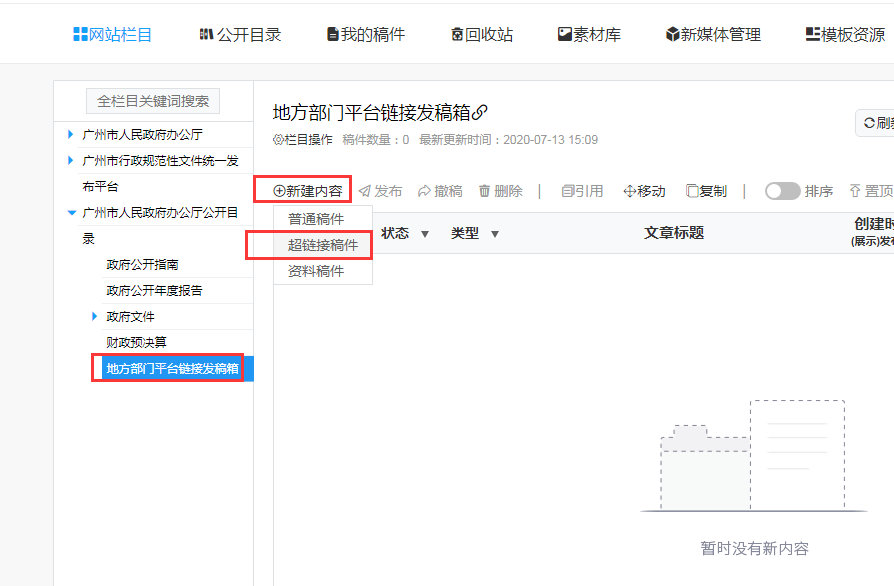 网站栏目 公开目录 我的稿件 回收站 素材库 新媒体管理 模板资源
全栏目关键词搜索
广州市人民政府办公厅
广州市行政规范性文件统一发
布平台
广州市人民政府办公厅公开目
录
政府公开指南
政府公开年度报告
政府文件
财政预决算
地方部门平台链接发稿箱
地方部门平台链接发稿箱
栏目操作 稿件数量：0 最新更新时间：2020-07-13 15:09
刷新
新建内容 发布 撤稿 删除 | 引用 移动 复制 | 排序 置顶
普通稿件
超链接稿件
资料稿件
状态 ▼ 类型 ▼ 文章标题 创建时
(展示)发布
暂时没有新内容